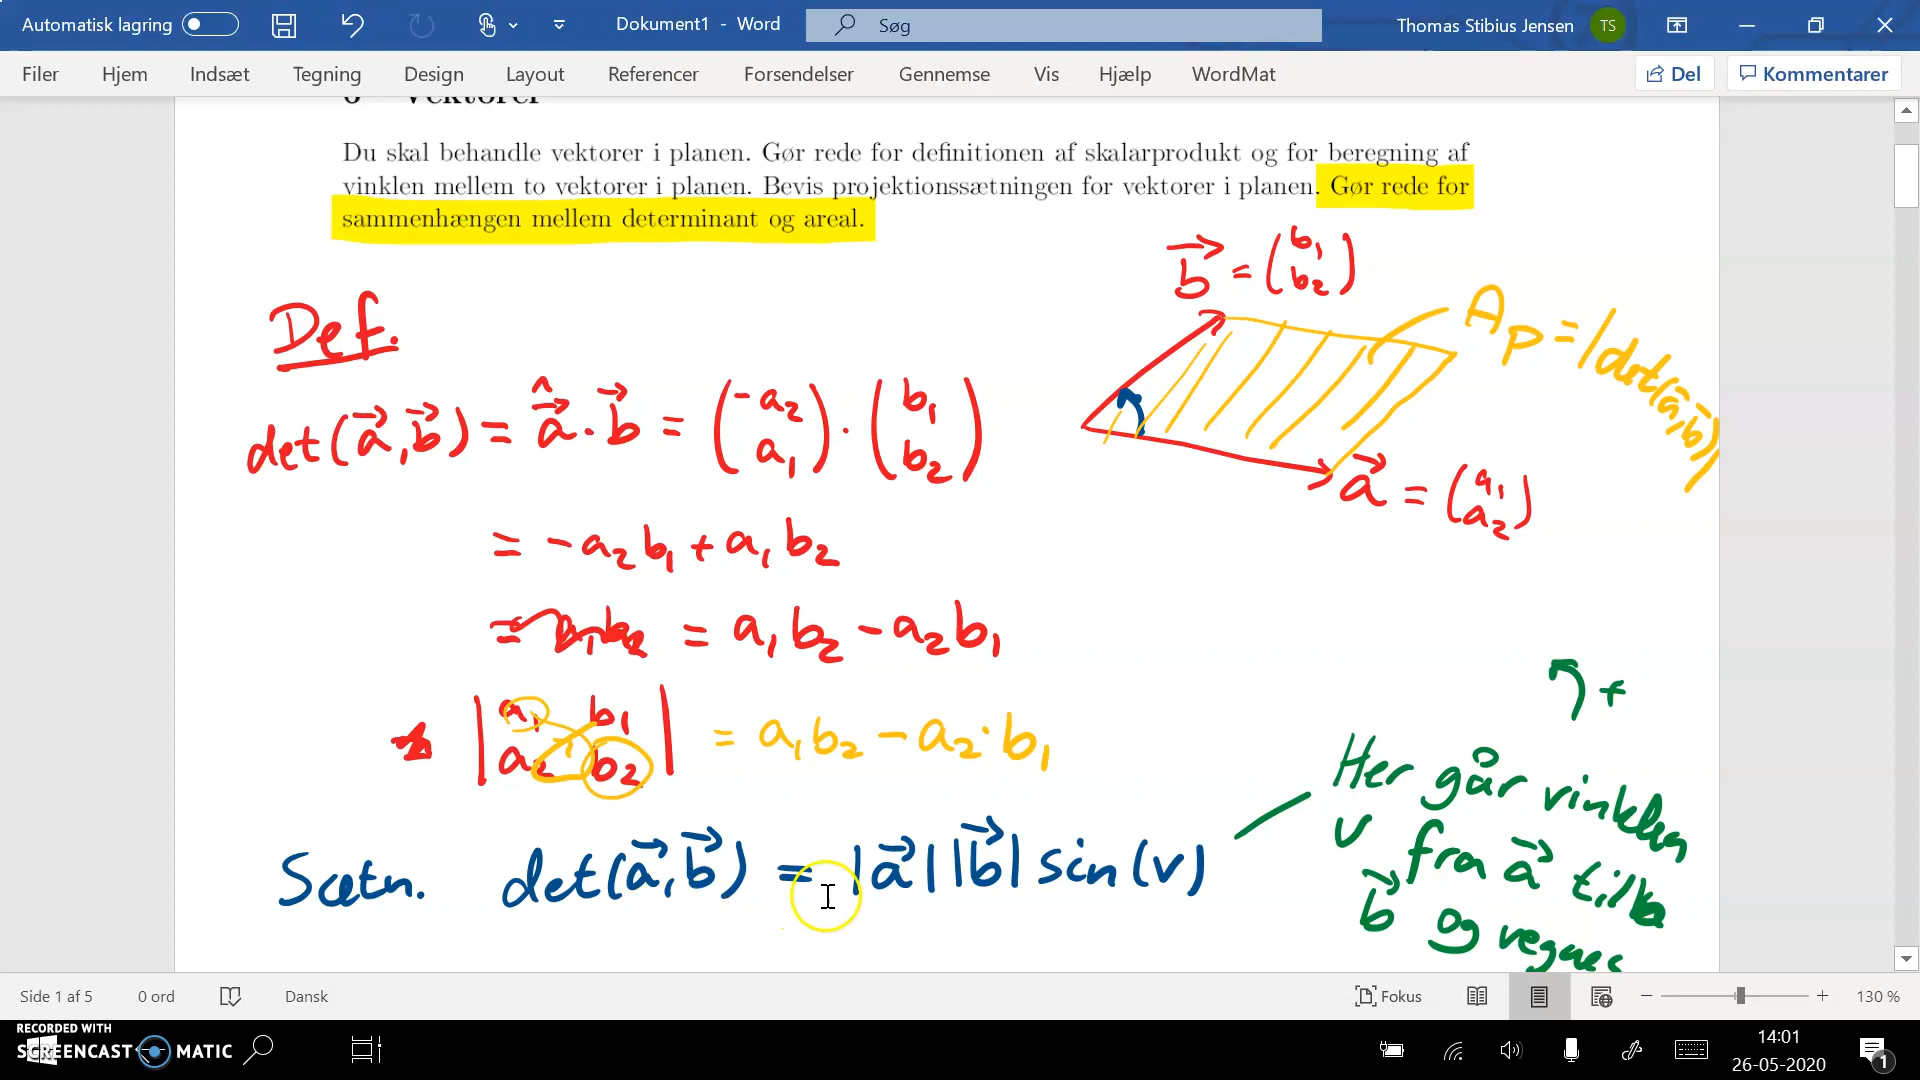 Automatisk lagring
Dokument1 - Word
Søg
Thomas Stibius Jensen
TS
Filer Hjem Indsæt Tegning Design Layout Referencer Forsendelser Gennemse Vis Hjælp WordMat
Del
Kommentarer
Vektorer
Du skal behandle vektorer i planen. Gør rede for definitionen af skalarprodukt og for beregning af
vinklen mellem to vektorer i planen. Bevis projektionssætningen for vektorer i planen. Gør rede for
sammenhængen mellem determinant og areal.
b⃗ = (b₁ b₂)
Aₚ = |det(a⃗,b⃗)|
a⃗ = (a₁ a₂)
Def.
det(a⃗,b⃗) = â⃗ · b⃗ = (-a₂ a₁) · (b₁ b₂)
= -a₂b₁ + a₁b₂
= a₁b₂ - a₂b₁
|a₁ b₁
a₂ b₂| = a₁b₂ - a₂·b₁
+
Sætn. det(a⃗,b⃗) = |a⃗||b⃗| sin(v)
Her går vinklen
v fra a⃗ til
b⃗ og regnes
Side 1 af 5
0 ord
Dansk
Fokus
130 %
RECORDED WITH
SCREENCAST MATIC
14:01
26-05-2020
1